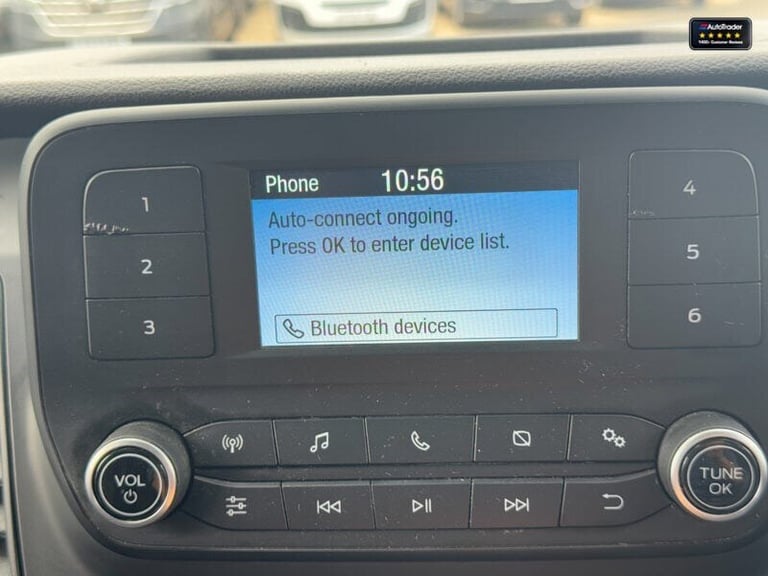 AutoTrader
Phone 10:56
Auto-connect ongoing.
Press OK to enter device list.
Bluetooth devices
1
2
3
4
5
6
VOL
TUNE
OK